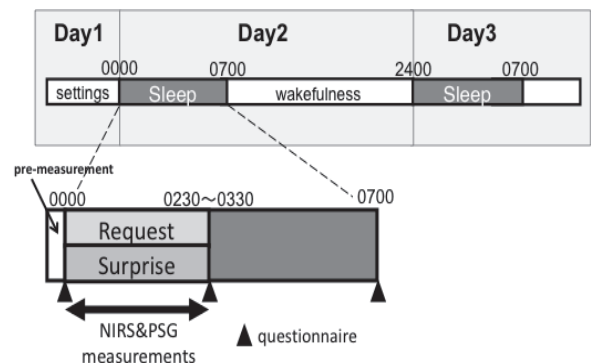 Day1 Day2 Day3
0000 0700 2400 0700
settings Sleep wakefulness Sleep
pre-measurement
0000 0230～0330 0700
Request
Surprise
NIRS&PSG
measurements
questionnaire